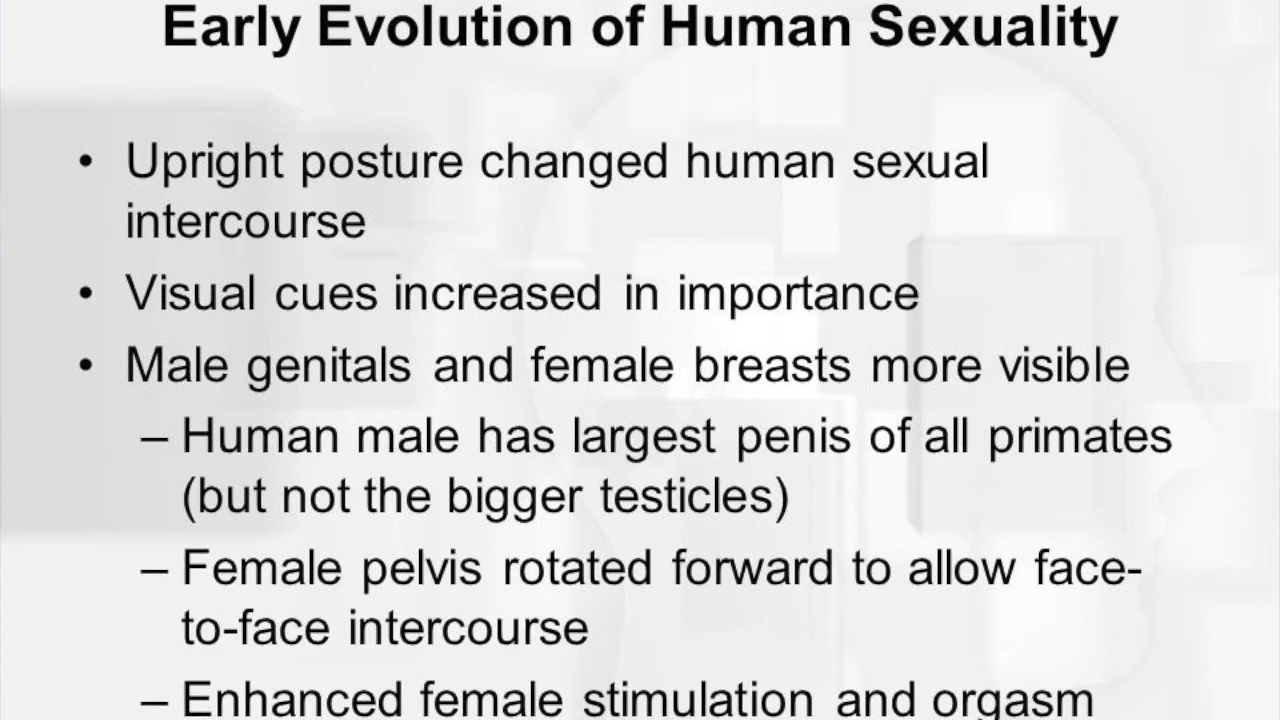 Early Evolution of Human Sexuality
• Upright posture changed human sexual
intercourse
• Visual cues increased in importance
• Male genitals and female breasts more visible
– Human male has largest penis of all primates
(but not the bigger testicles)
– Female pelvis rotated forward to allow face-
to-face intercourse
– Enhanced female stimulation and orgasm